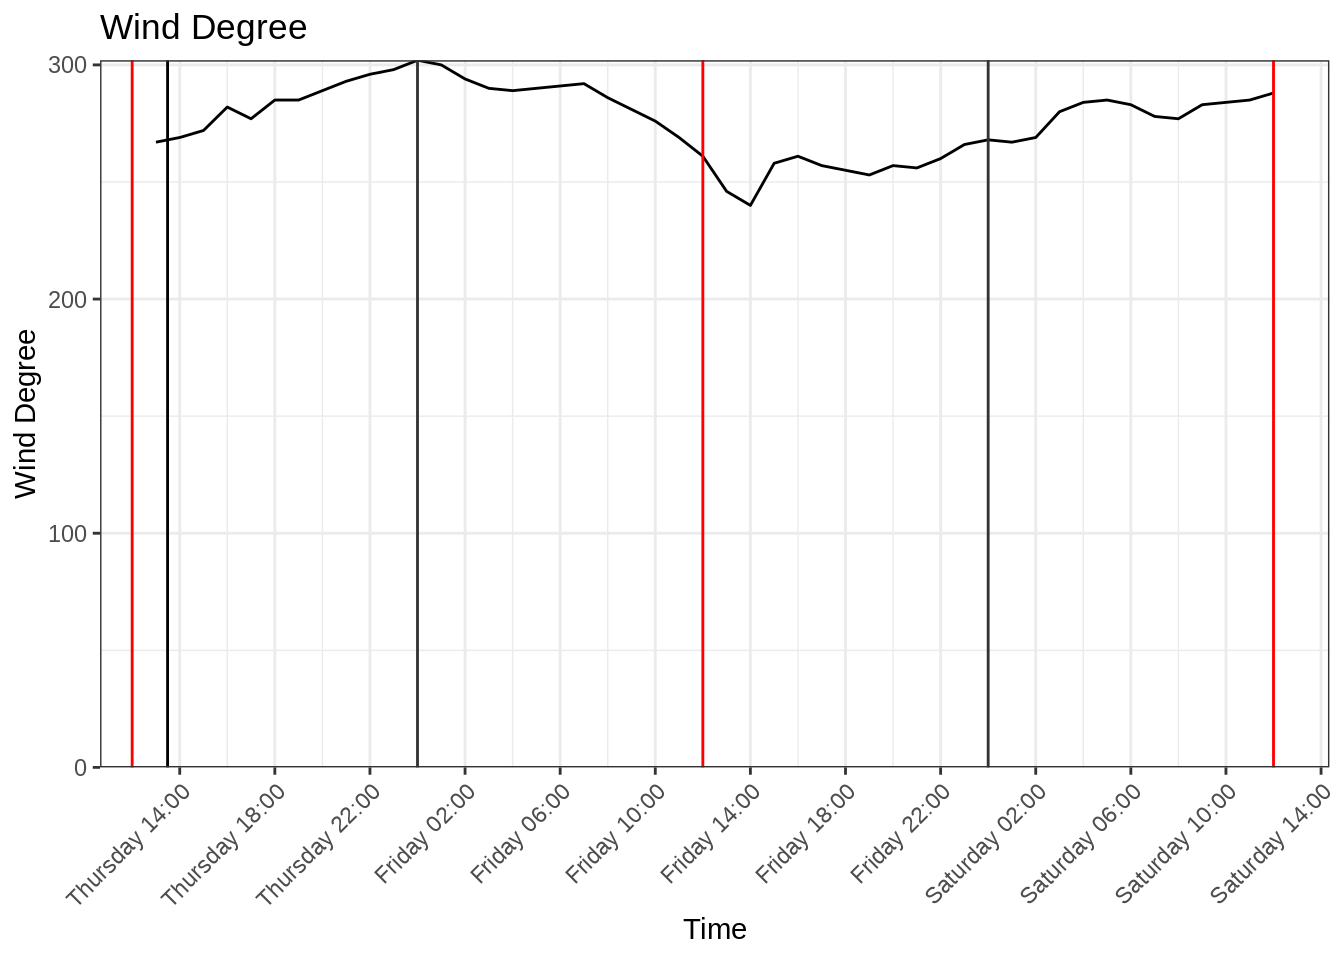 Wind Degree
Wind Degree
300
200
100
0
Thursday 14:00
Thursday 18:00
Thursday 22:00
Friday 02:00
Friday 06:00
Friday 10:00
Friday 14:00
Friday 18:00
Friday 22:00
Saturday 02:00
Saturday 06:00
Saturday 10:00
Saturday 14:00
Time